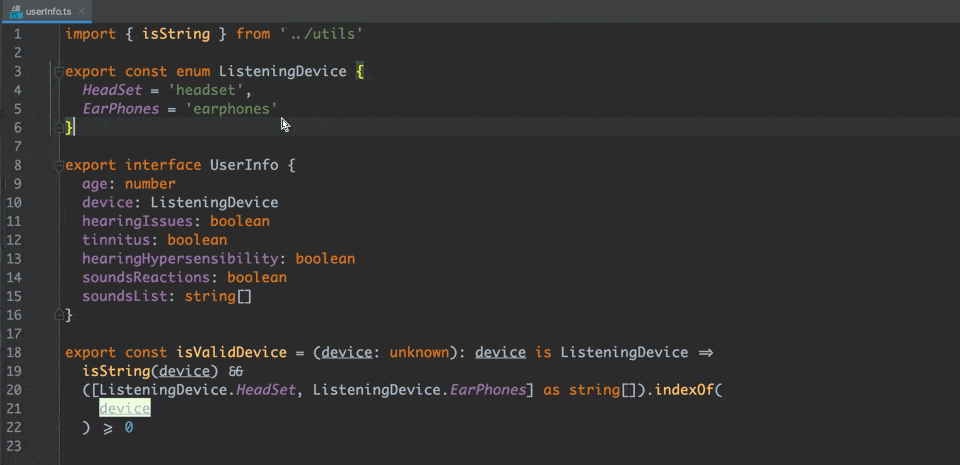 userInfo.ts
1 import { isString } from '../utils'
2
3 export const enum ListeningDevice {
4 HeadSet = 'headset',
5 EarPhones = 'earphones'
6 }
7
8 export interface UserInfo {
9 age: number
10 device: ListeningDevice
11 hearingIssues: boolean
12 tinnitus: boolean
13 hearingHypersensibility: boolean
14 soundsReactions: boolean
15 soundsList: string[]
16 }
17
18 export const isValidDevice = (device: unknown): device is ListeningDevice =>
19 isString(device) &&
20 ([ListeningDevice.HeadSet, ListeningDevice.EarPhones] as string[]).indexOf(
21 device
22 ) >= 0
23